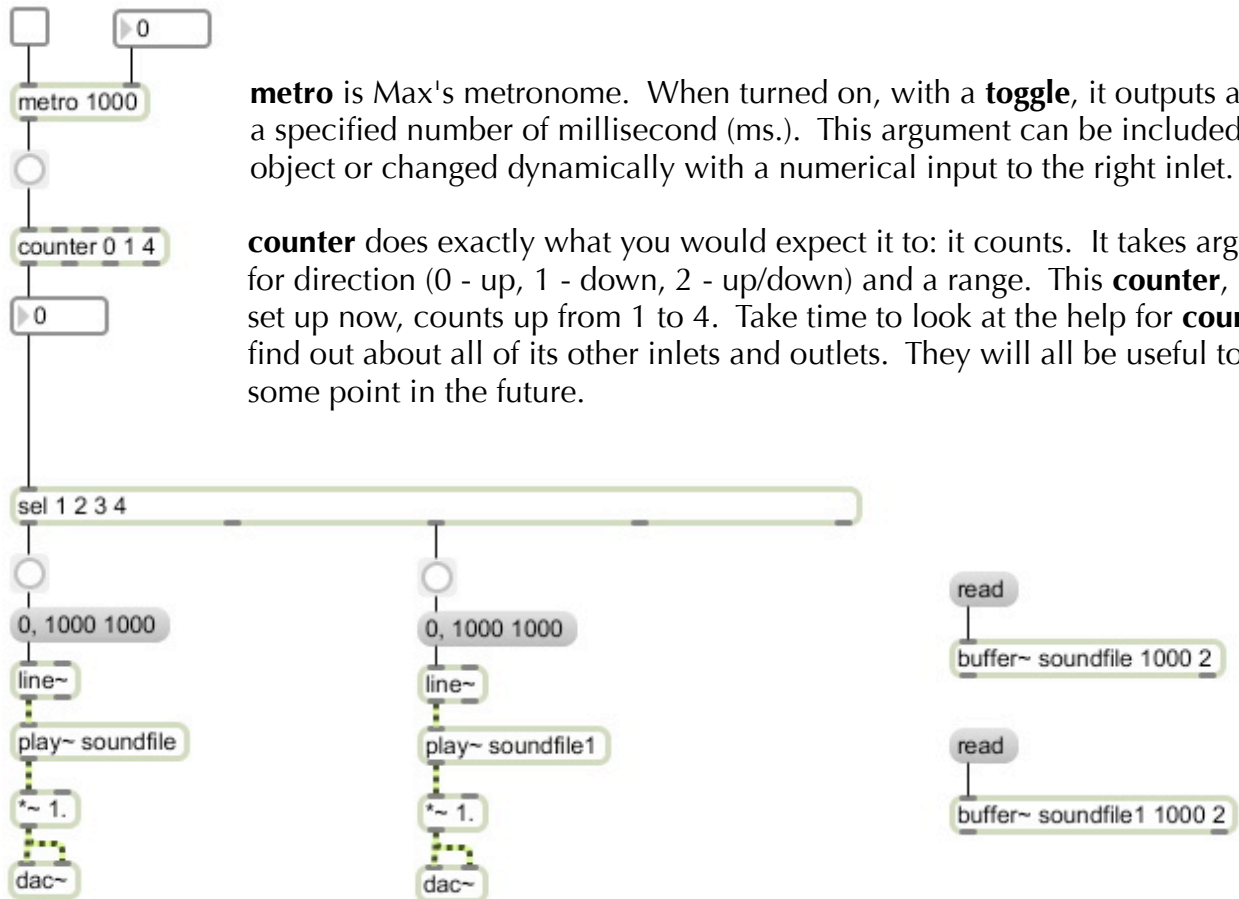 0
metro 1000
metro is Max's metronome. When turned on, with a toggle, it outputs a
a specified number of millisecond (ms.). This argument can be included
object or changed dynamically with a numerical input to the right inlet.
counter 0 1 4
counter does exactly what you would expect it to: it counts. It takes arg
for direction (0 - up, 1 - down, 2 - up/down) and a range. This counter,
0
set up now, counts up from 1 to 4. Take time to look at the help for coun
find out about all of its other inlets and outlets. They will all be useful to
some point in the future.
sel 1 2 3 4
0, 1000 1000
line~
play~ soundfile
*~ 1.
dac~
0, 1000 1000
line~
play~ soundfile1
*~ 1.
dac~
read
buffer~ soundfile 1000 2
read
buffer~ soundfile1 1000 2